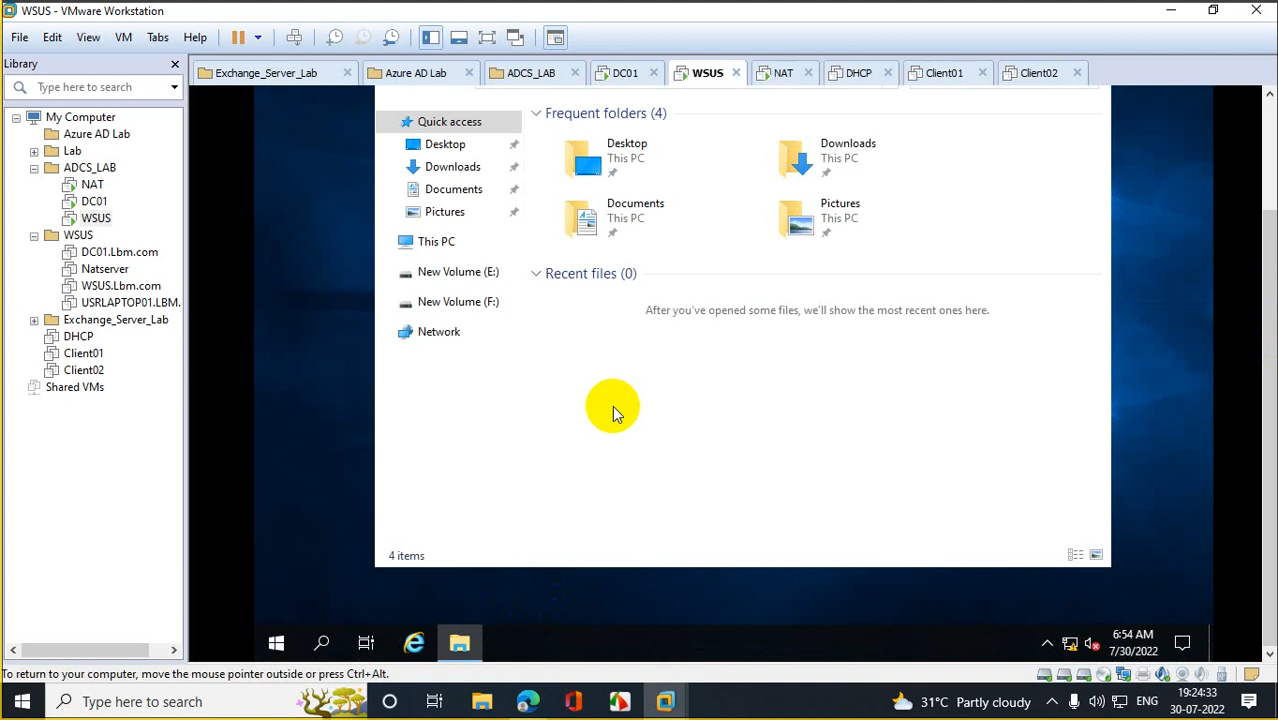 WSUS - VMware Workstation
File Edit View VM Tabs Help
Library
Type here to search
My Computer
Azure AD Lab
Lab
ADCS_LAB
NAT
DC01
WSUS
WSUS
DC01.Lbm.com
Natserver
WSUS.Lbm.com
USRLAPTOP01.LBM.
Exchange_Server_Lab
DHCP
Client01
Client02
Shared VMs
Exchange_Server_Lab Azure AD Lab ADCS_LAB DC01 WSUS NAT DHCP Client01 Client02
Quick access
Desktop
Downloads
Documents
Pictures
This PC
New Volume (E:)
New Volume (F:)
Network
Frequent folders (4)
Desktop
This PC
Downloads
This PC
Documents
This PC
Pictures
This PC
Recent files (0)
After you've opened some files, we'll show the most recent ones here.
4 items
6:54 AM
7/30/2022
To return to your computer, move the mouse pointer outside or press Ctrl+Alt.
Type here to search
31°C Partly cloudy
ENG
19:24:33
30-07-2022